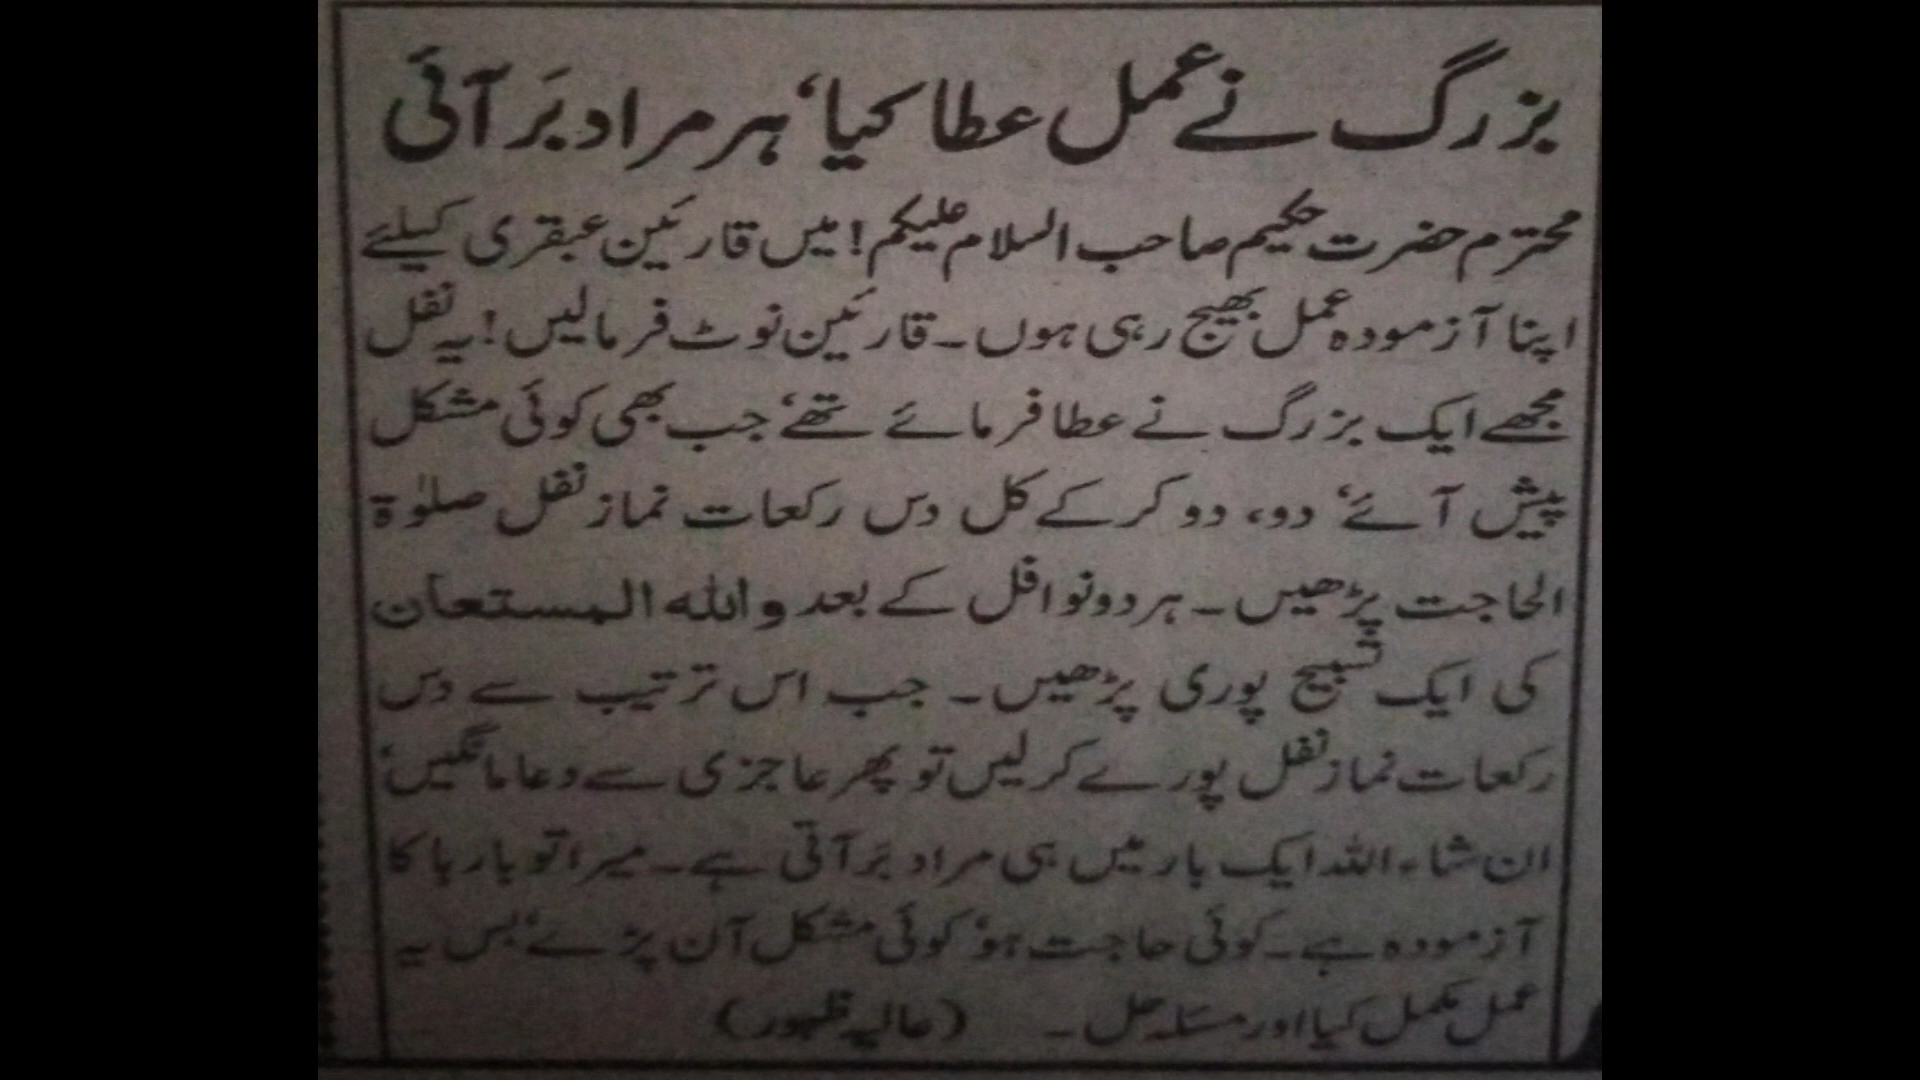 بزرگ نے عمل عطا کیا‘ ہر مراد بَر آئی
محترم حضرت حکیم صاحب السلام علیکم! میں قارئین عبقری کیلئے
اپنا آزمودہ عمل بھیج رہی ہوں۔ قارئین نوٹ فرمالیں! یہ نفل
مجھے ایک بزرگ نے عطا فرمائے تھے‘ جب بھی کوئی مشکل
پیش آئے‘ دو، دو کرکے کل دس رکعات نماز نفل صلوٰۃ
الحاجت پڑھیں۔ ہر دو نوافل کے بعد واللہ المستعان
کی ایک تسبیح پوری پڑھیں۔ جب اس ترتیب سے دس
رکعات نماز نفل پورے کرلیں تو پھر عاجزی سے دعا مانگیں‘
ان شاء اللہ ایک بار میں ہی مراد بَر آتی ہے۔ میرا تو بارہا کا
آزمودہ ہے۔ کوئی حاجت ہو‘ کوئی مشکل آن پڑے‘ بس یہ
عمل مکمل کیا اور مسئلہ حل۔ (عالیہ ظہور)